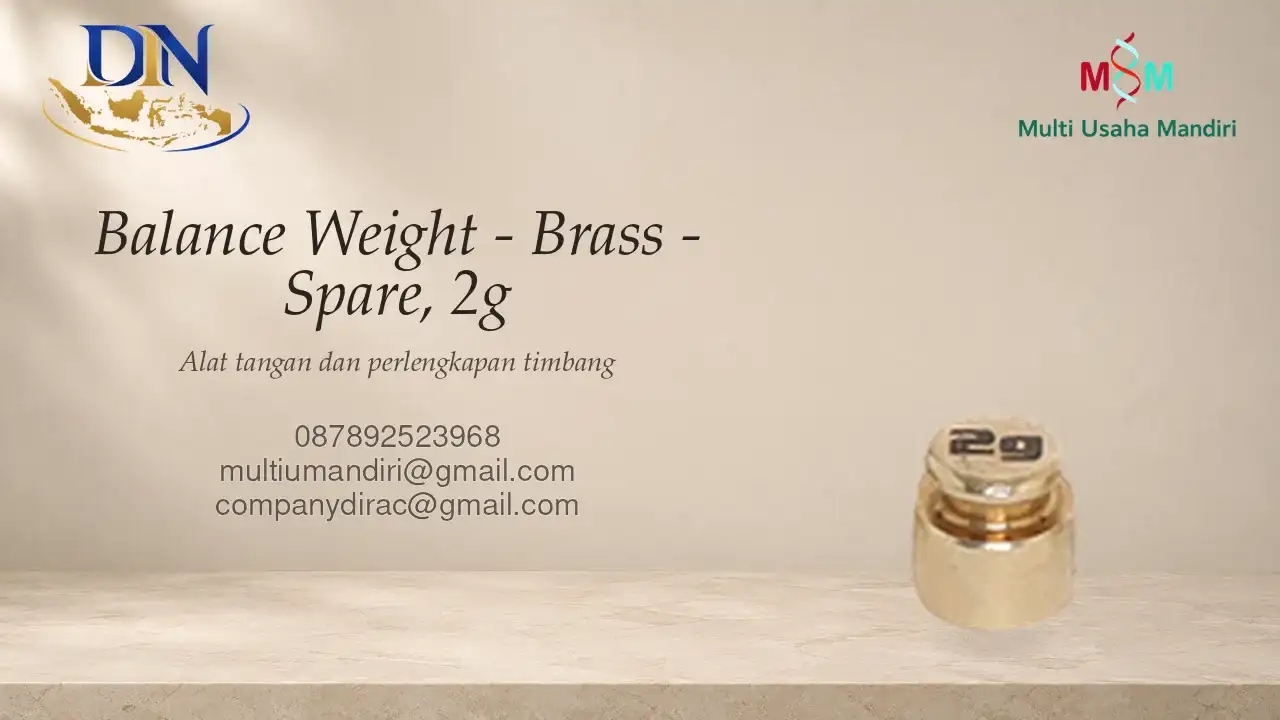 DIN
MSM
Multi Usaha Mandiri
Balance Weight - Brass -
Spare, 2g
Alat tangan dan perlengkapan timbang
087892523968
multiumandiri@gmail.com
companydirac@gmail.com
2g